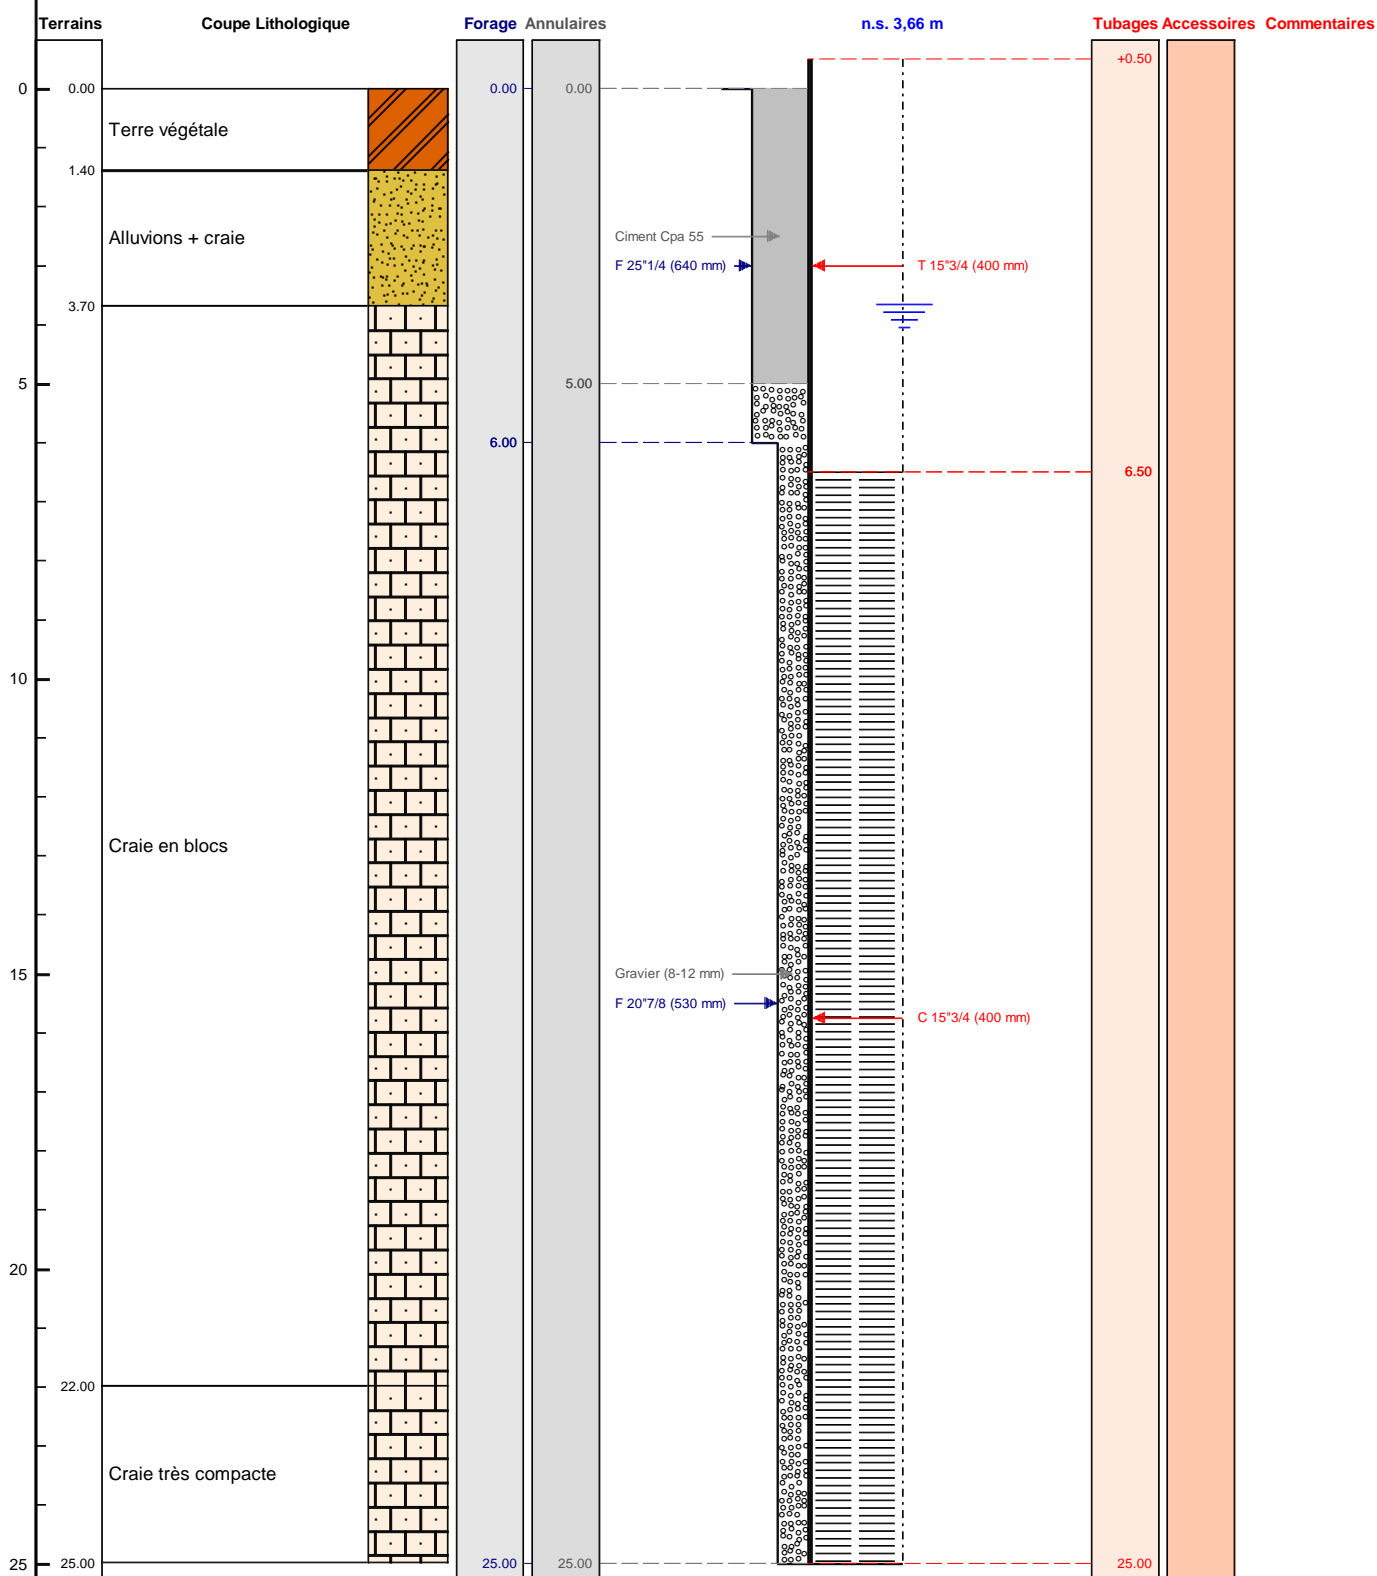 Terrains Coupe Lithologique Forage Annulaires n.s. 3,66 m Tubages Accessoires Commentaires
+0.50
0 0.00 0.00 0.00
Terre végétale
1.40
Alluvions + craie
Ciment Cpa 55
F 25"1/4 (640 mm) T 15"3/4 (400 mm)
3.70
5 5.00
6.00
6.50
10
Craie en blocs
15 Gravier (8-12 mm)
F 20"7/8 (530 mm)
C 15"3/4 (400 mm)
20
22.00
Craie très compacte
25 25.00 25.00 25.00 25.00